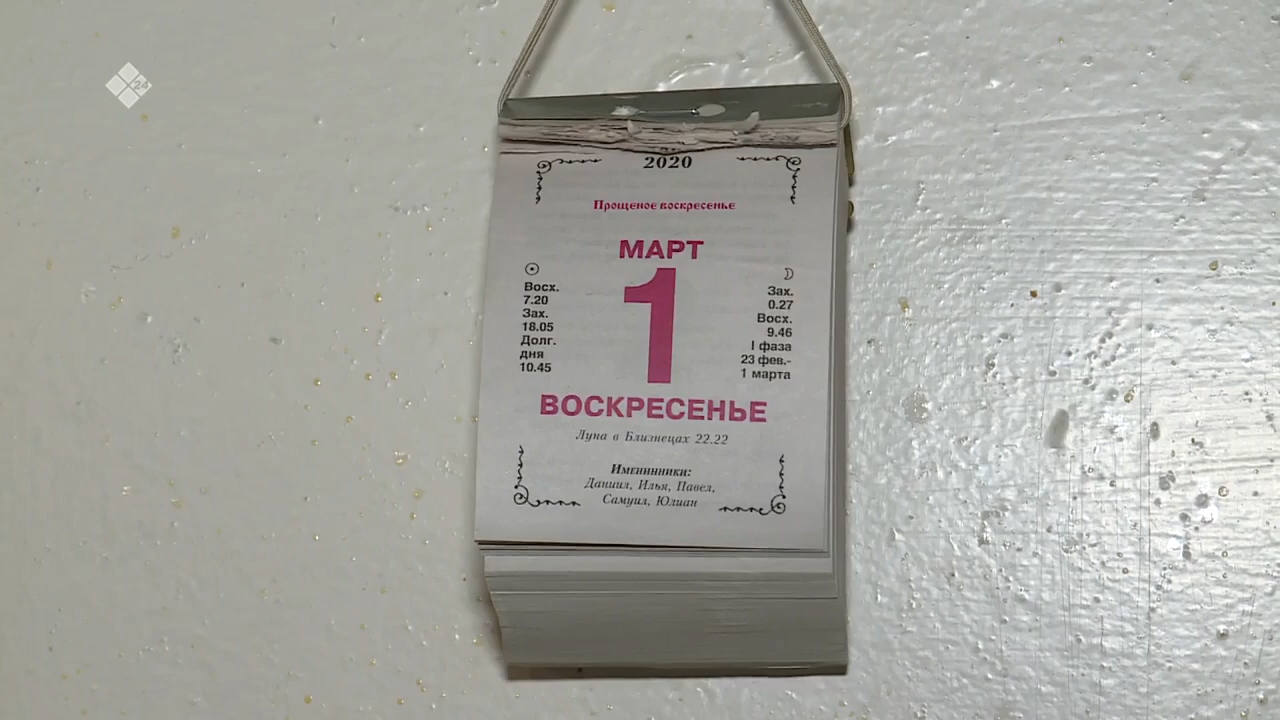 24
2020
Прощеное воскресенье
МАРТ
1
Восх.
7.20
Зах.
18.05
Долг.
дня
10.45
Зах.
0.27
Восх.
9.46
I фаза
23 фев.-
1 марта
ВОСКРЕСЕНЬЕ
Луна в Близнецах 22.22
Именинники:
Даниил, Илья, Павел,
Самуил, Юлиан